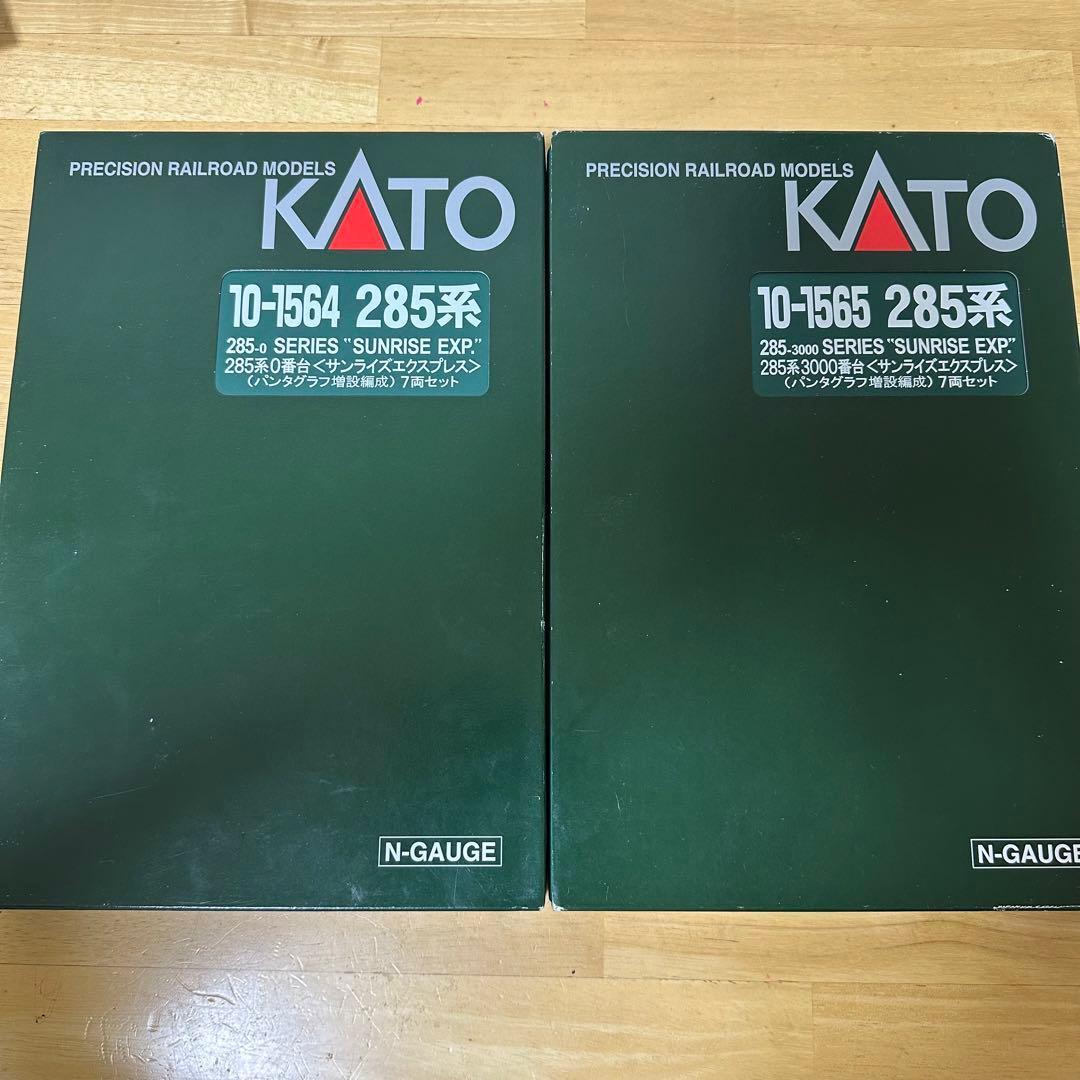 PRECISION RAILROAD MODELS
KATO
10-1564 285系
285-0 SERIES "SUNRISE EXP."
285系0番台<サンライズエクスプレス>
(パンタグラフ増設編成) 7両セット
N-GAUGE
PRECISION RAILROAD MODELS
KATO
10-1565 285系
285-3000 SERIES "SUNRISE EXP."
285系3000番台<サンライズエクスプレス>
(パンタグラフ増設編成) 7両セット
N-GAUGE